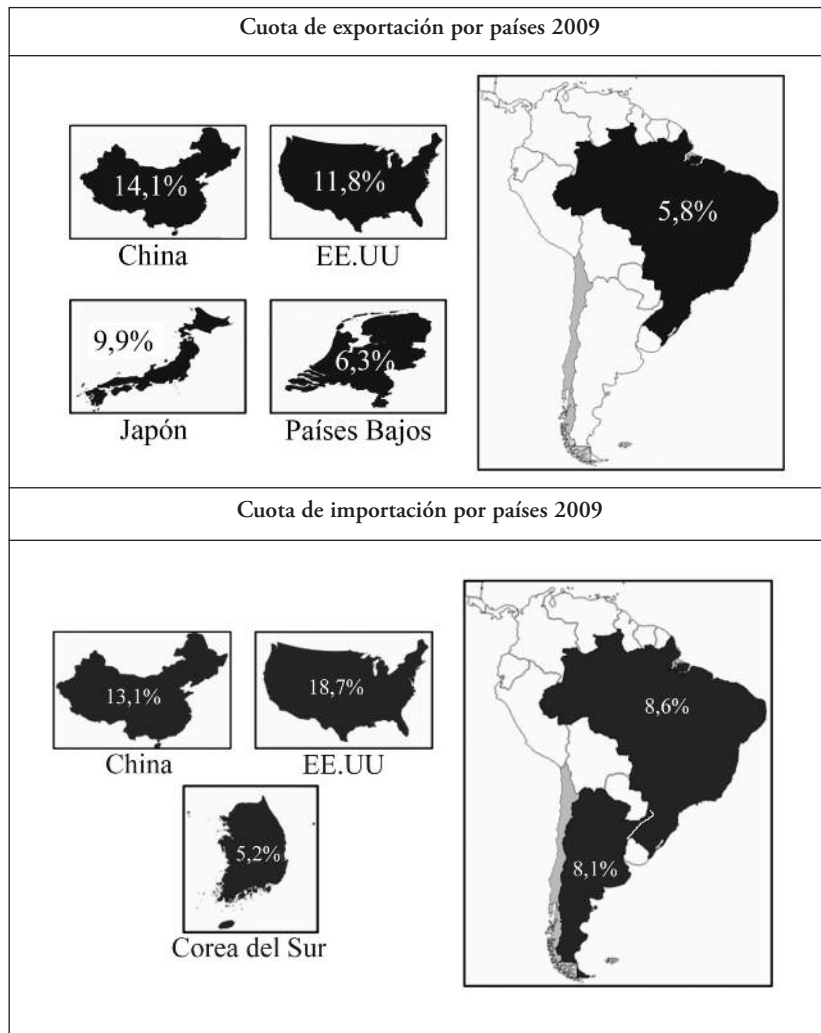 Cuota de exportación por países 2009
14,1%
China
11,8%
EE.UU
5,8%
9,9%
Japón
6,3%
Países Bajos
Cuota de importación por países 2009
13,1%
China
18,7%
EE.UU
8,6%
5,2%
Corea del Sur
8,1%